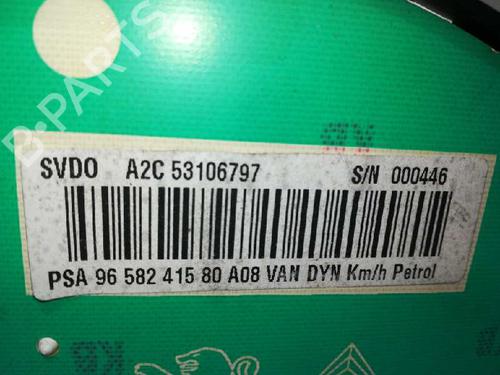 B-PARTS
SVDO A2C 53106797 S/N 000446
PSA 96 582 415 80 A08 VAN DYN Km/h Petrol